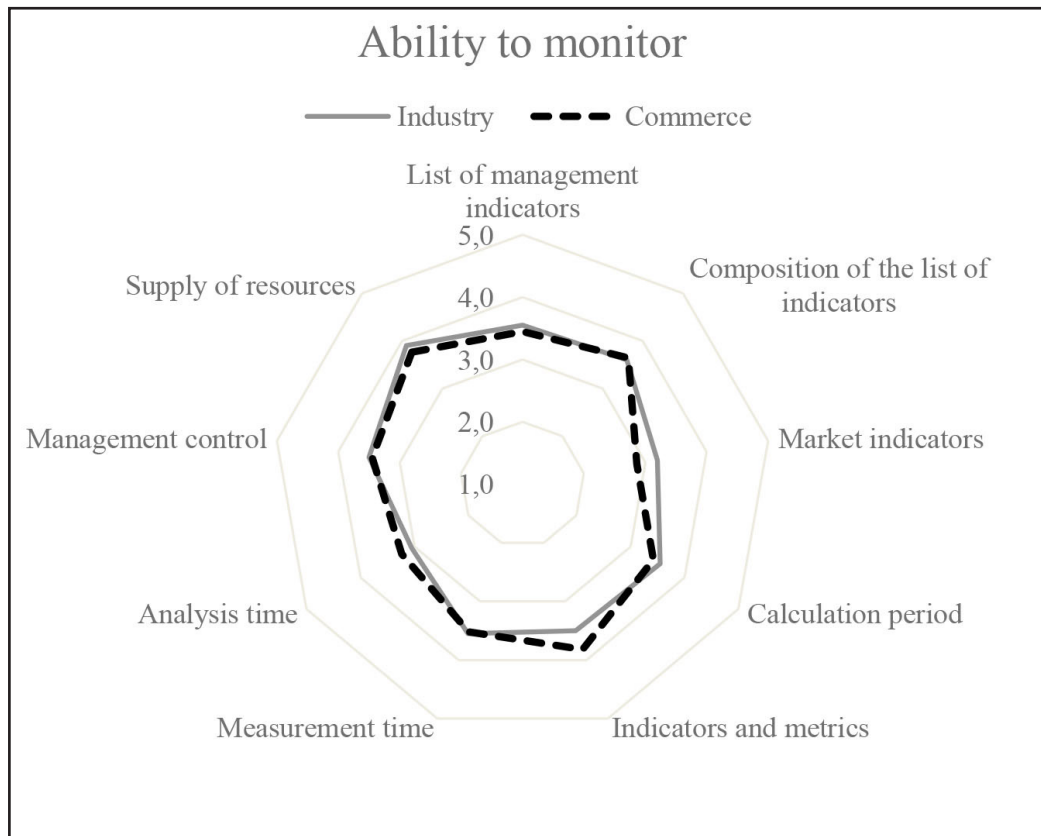 Ability to monitor
Industry
Commerce
List of management
indicators
5,0
Composition of the list of
indicators
Supply of resources
4,0
3,0
2,0
Management control
Market indicators
1,0
Analysis time
Calculation period
Measurement time
Indicators and metrics